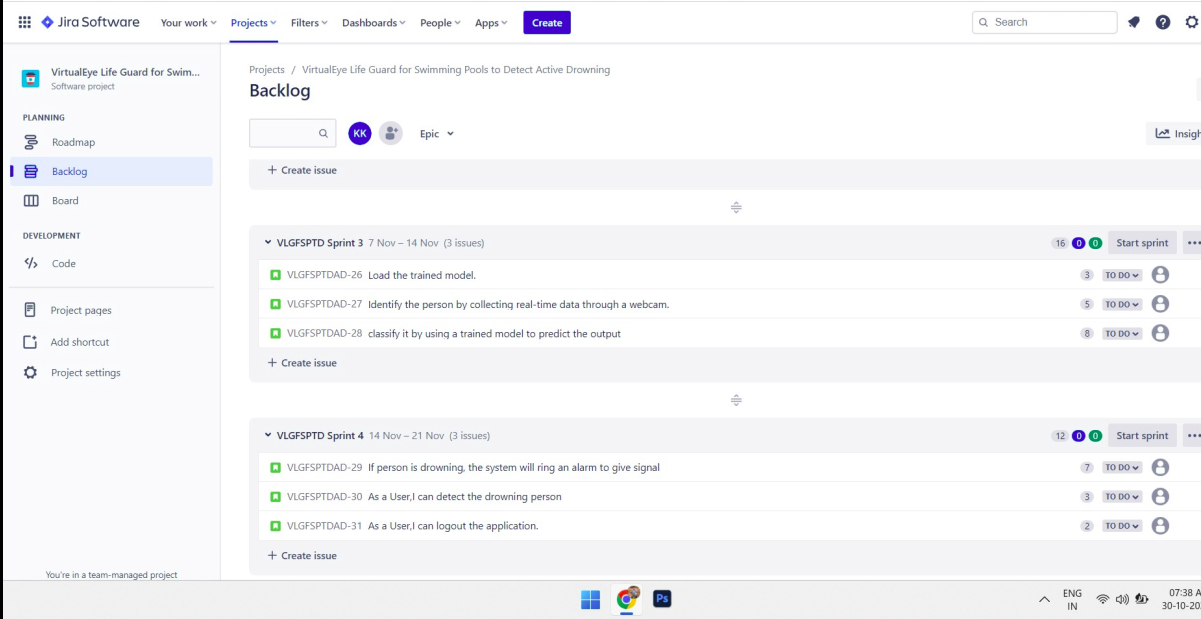 Jira Software Your work Projects Filters Dashboards People Apps Create Search
VirtualEye Life Guard for Swim...
Software project
PLANNING
Roadmap
Backlog
Board
DEVELOPMENT
Code
Project pages
Add shortcut
Project settings
You're in a team-managed project
Projects / VirtualEye Life Guard for Swimming Pools to Detect Active Drowning
Backlog
KK Epic Insigh
+ Create issue
VLGFSPTD Sprint 3 7 Nov – 14 Nov (3 issues) 16 0 0 Start sprint
VLGFSPTDAD-26 Load the trained model. 3 TO DO
VLGFSPTDAD-27 Identify the person by collecting real-time data through a webcam. 5 TO DO
VLGFSPTDAD-28 classify it by using a trained model to predict the output 8 TO DO
+ Create issue
VLGFSPTD Sprint 4 14 Nov – 21 Nov (3 issues) 12 0 0 Start sprint
VLGFSPTDAD-29 If person is drowning, the system will ring an alarm to give signal 7 TO DO
VLGFSPTDAD-30 As a User,I can detect the drowning person 3 TO DO
VLGFSPTDAD-31 As a User,I can logout the application. 2 TO DO
+ Create issue
Ps
ENG 07:38 A
IN 30-10-20